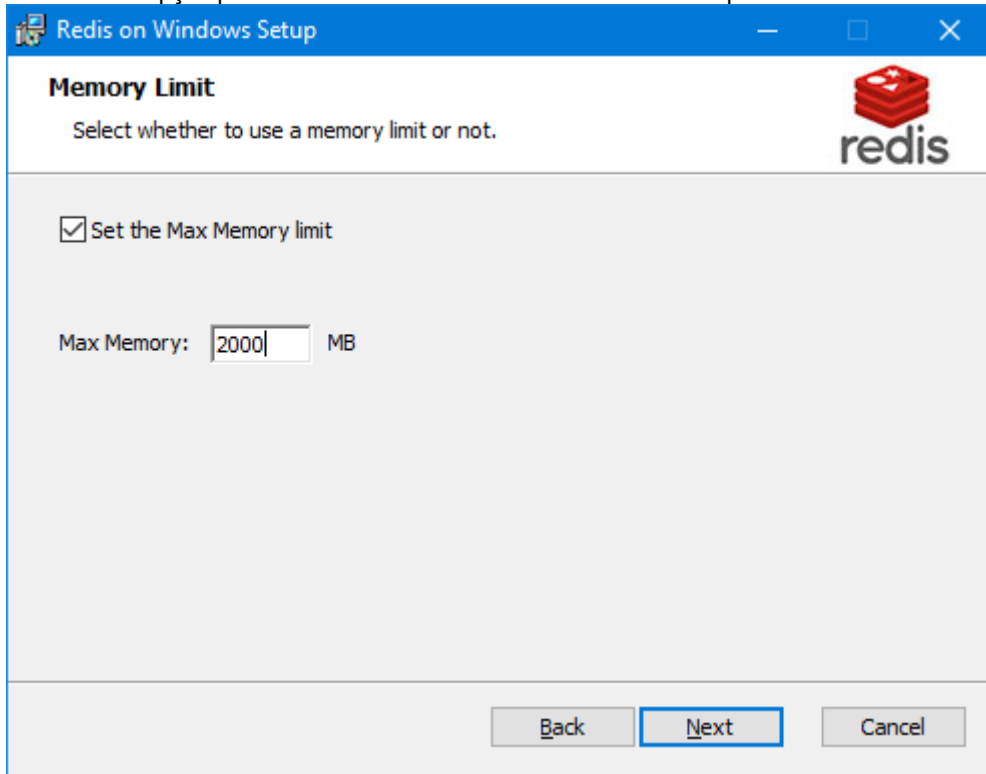 Redis on Windows Setup
Memory Limit
Select whether to use a memory limit or not.
redis
Set the Max Memory limit
Max Memory: 2000 MB
Back Next Cancel